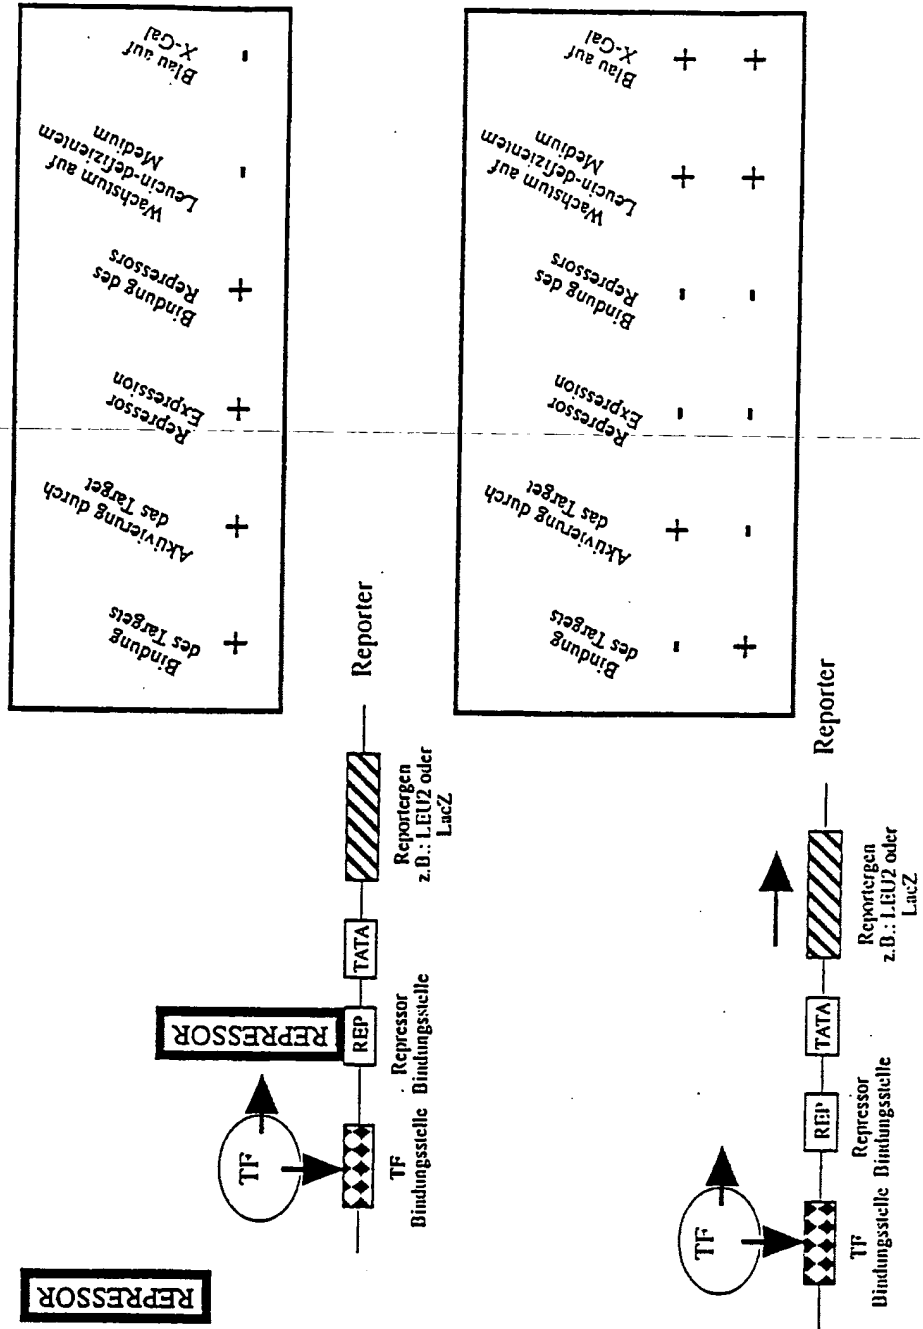 REPRESSOR
TF
REPRESSOR
REP
TATA
TF
Bindungsstelle
Repressor
Bindungsstelle
Reportergen
z.B.: LEU2 oder
LacZ
Reporter
Bindung
des Targets
Aktivierung durch
das Target
Repressor
Expression
Bindung des
Repressors
Wachstum auf
Leucin-defizientem
Medium
Blau auf
X-Gal
+ + + + - -
TF
REP
TATA
TF
Bindungsstelle
Repressor
Bindungsstelle
Reportergen
z.B.: LEU2 oder
LacZ
Reporter
Bindung
des Targets
Aktivierung durch
das Target
Repressor
Expression
Bindung des
Repressors
Wachstum auf
Leucin-defizientem
Medium
Blau auf
X-Gal
- + - - + +
+ - - - + +